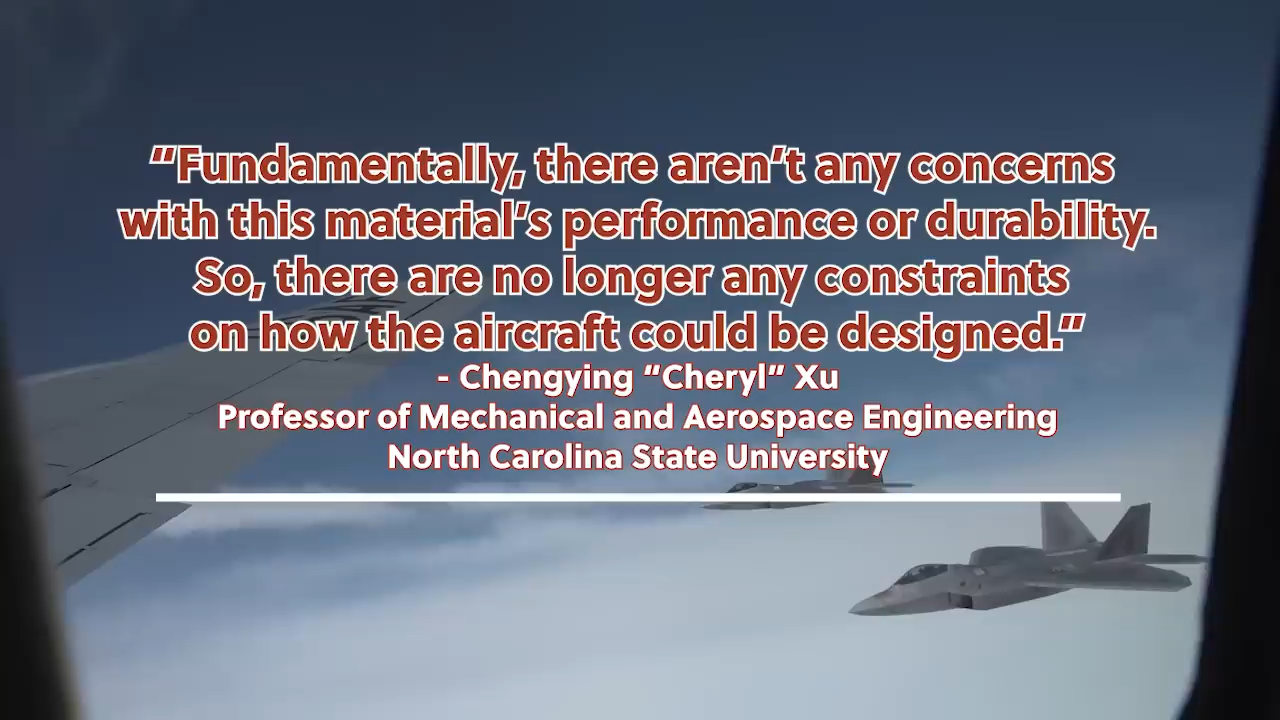 “Fundamentally, there aren’t any concerns
with this material’s performance or durability.
So, there are no longer any constraints
on how the aircraft could be designed.”
- Chengying “Cheryl” Xu
Professor of Mechanical and Aerospace Engineering
North Carolina State University